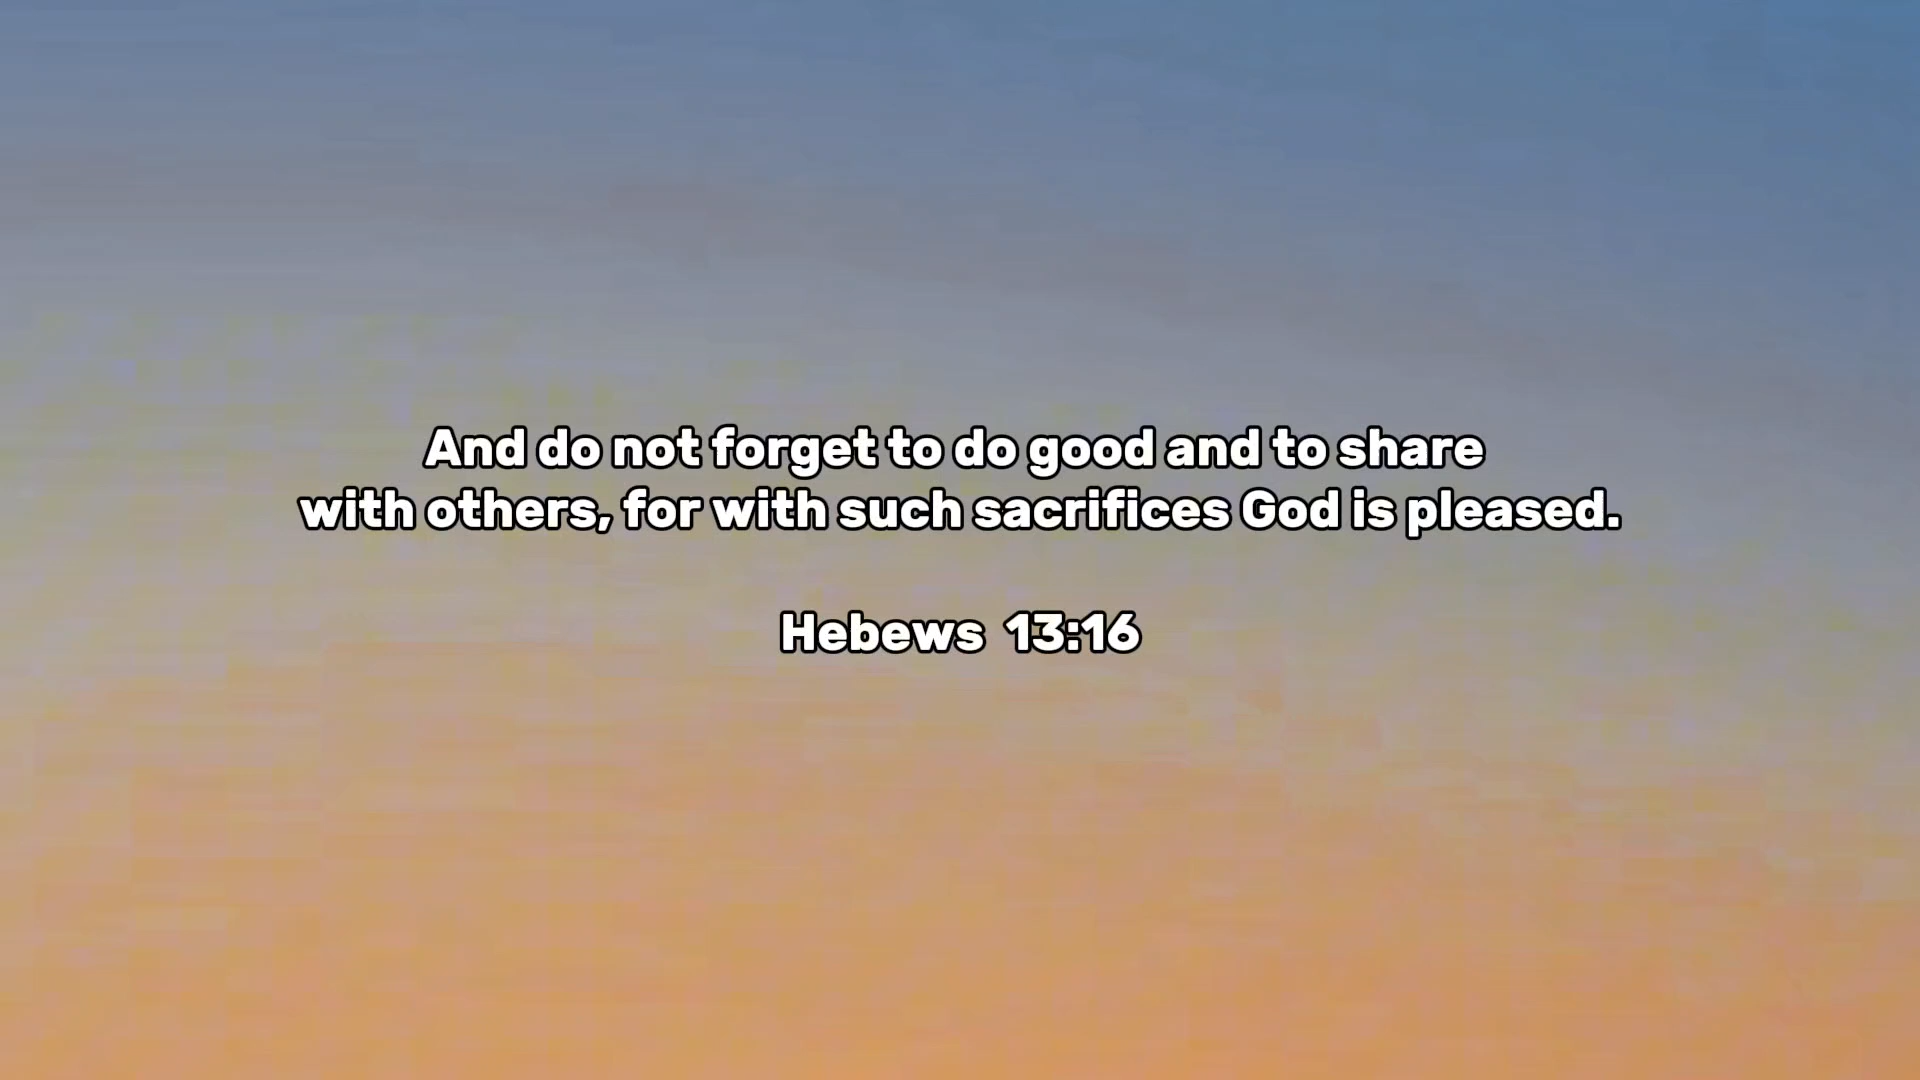 And do not forget to do good and to share
with others, for with such sacrifices God is pleased.
Hebews 13:16